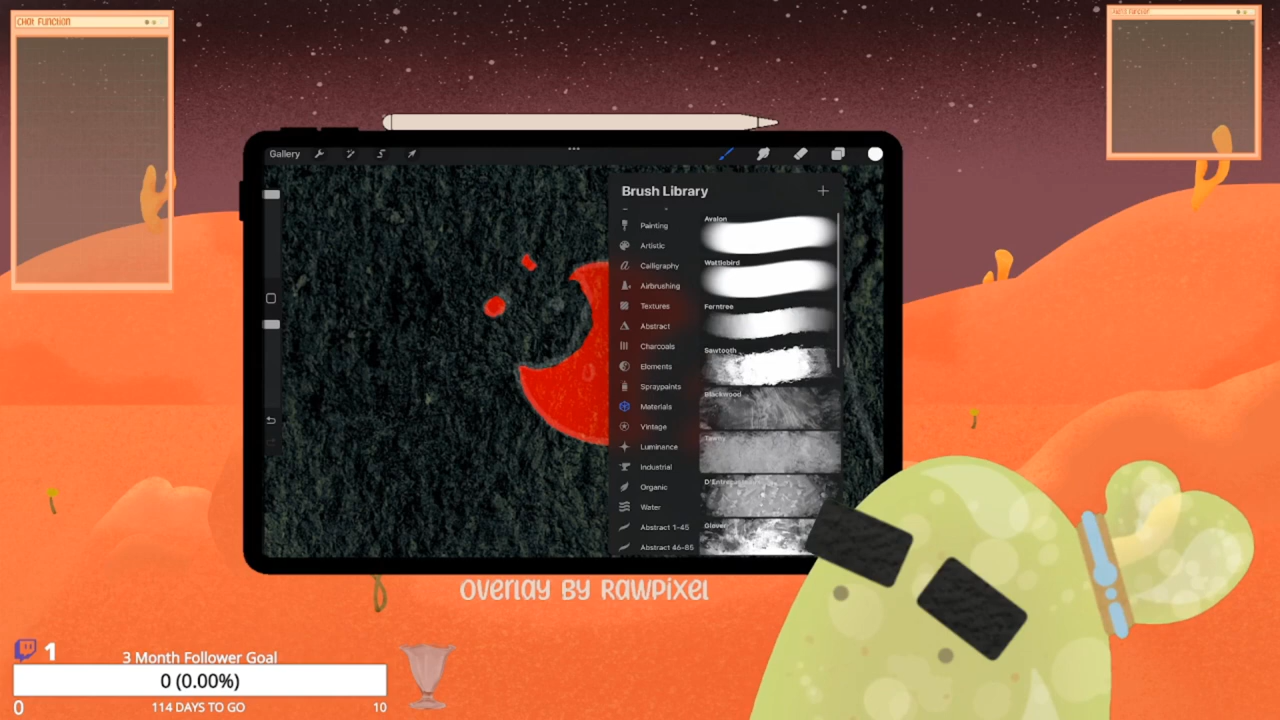 CHAT FUNCTION
Gallery
Brush Library
Painting
Artistic
Calligraphy
Airbrushing
Textures
Abstract
Charcoals
Elements
Spraypaints
Materials
Vintage
Luminance
Industrial
Organic
Water
Abstract 1-45
Abstract 46-85
Avalon
Wattlebird
Ferntree
Sawtooth
Blackwood
Glover
OVERLAY BY RAWPIXEL
1
3 Month Follower Goal
0 (0.00%)
0
114 DAYS TO GO
10